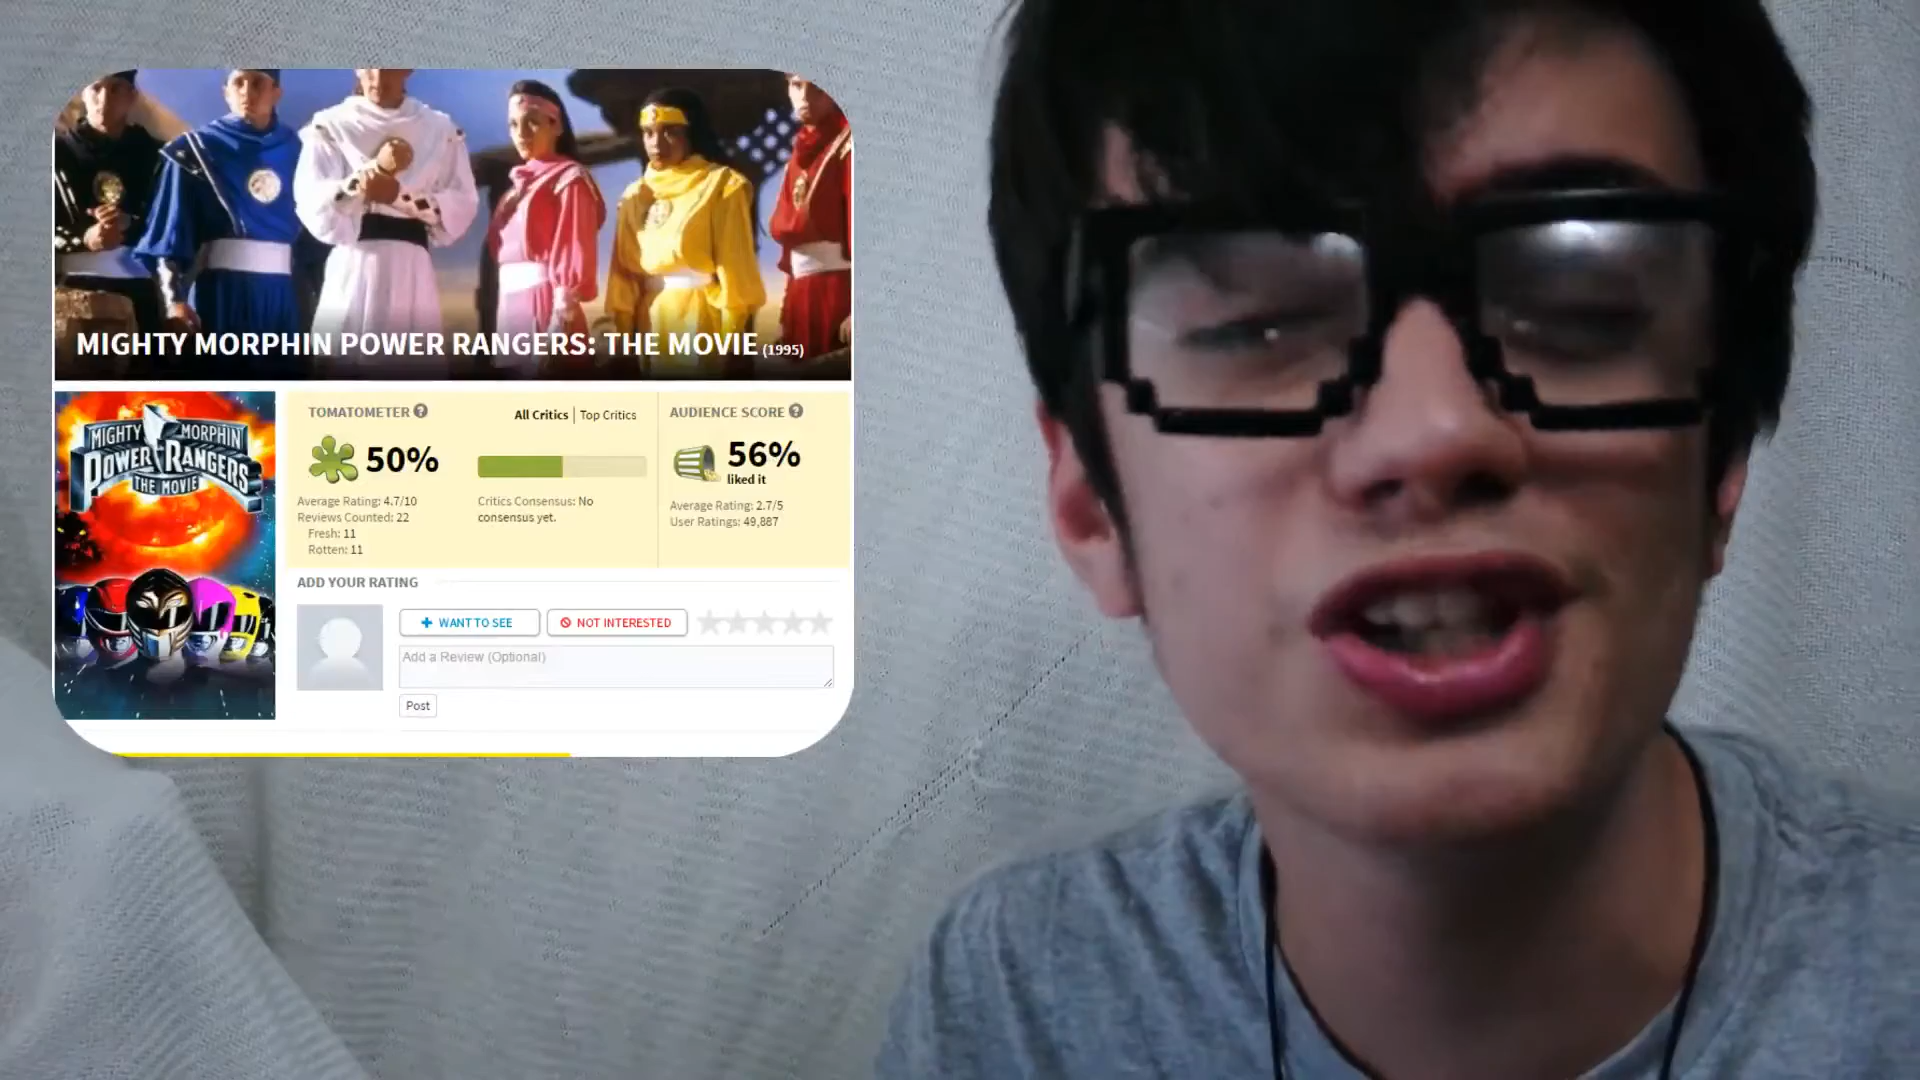 MIGHTY MORPHIN POWER RANGERS: THE MOVIE (1995)
MIGHTY MORPHIN
POWER RANGERS
THE MOVIE
TOMATOMETER ?
All Critics | Top Critics
50%
Average Rating: 4.7/10
Reviews Counted: 22
Fresh: 11
Rotten: 11
Critics Consensus: No
consensus yet.
AUDIENCE SCORE ?
56%
liked it
Average Rating: 2.7/5
User Ratings: 49,887
ADD YOUR RATING
+ WANT TO SEE
NOT INTERESTED
Add a Review (Optional)
Post